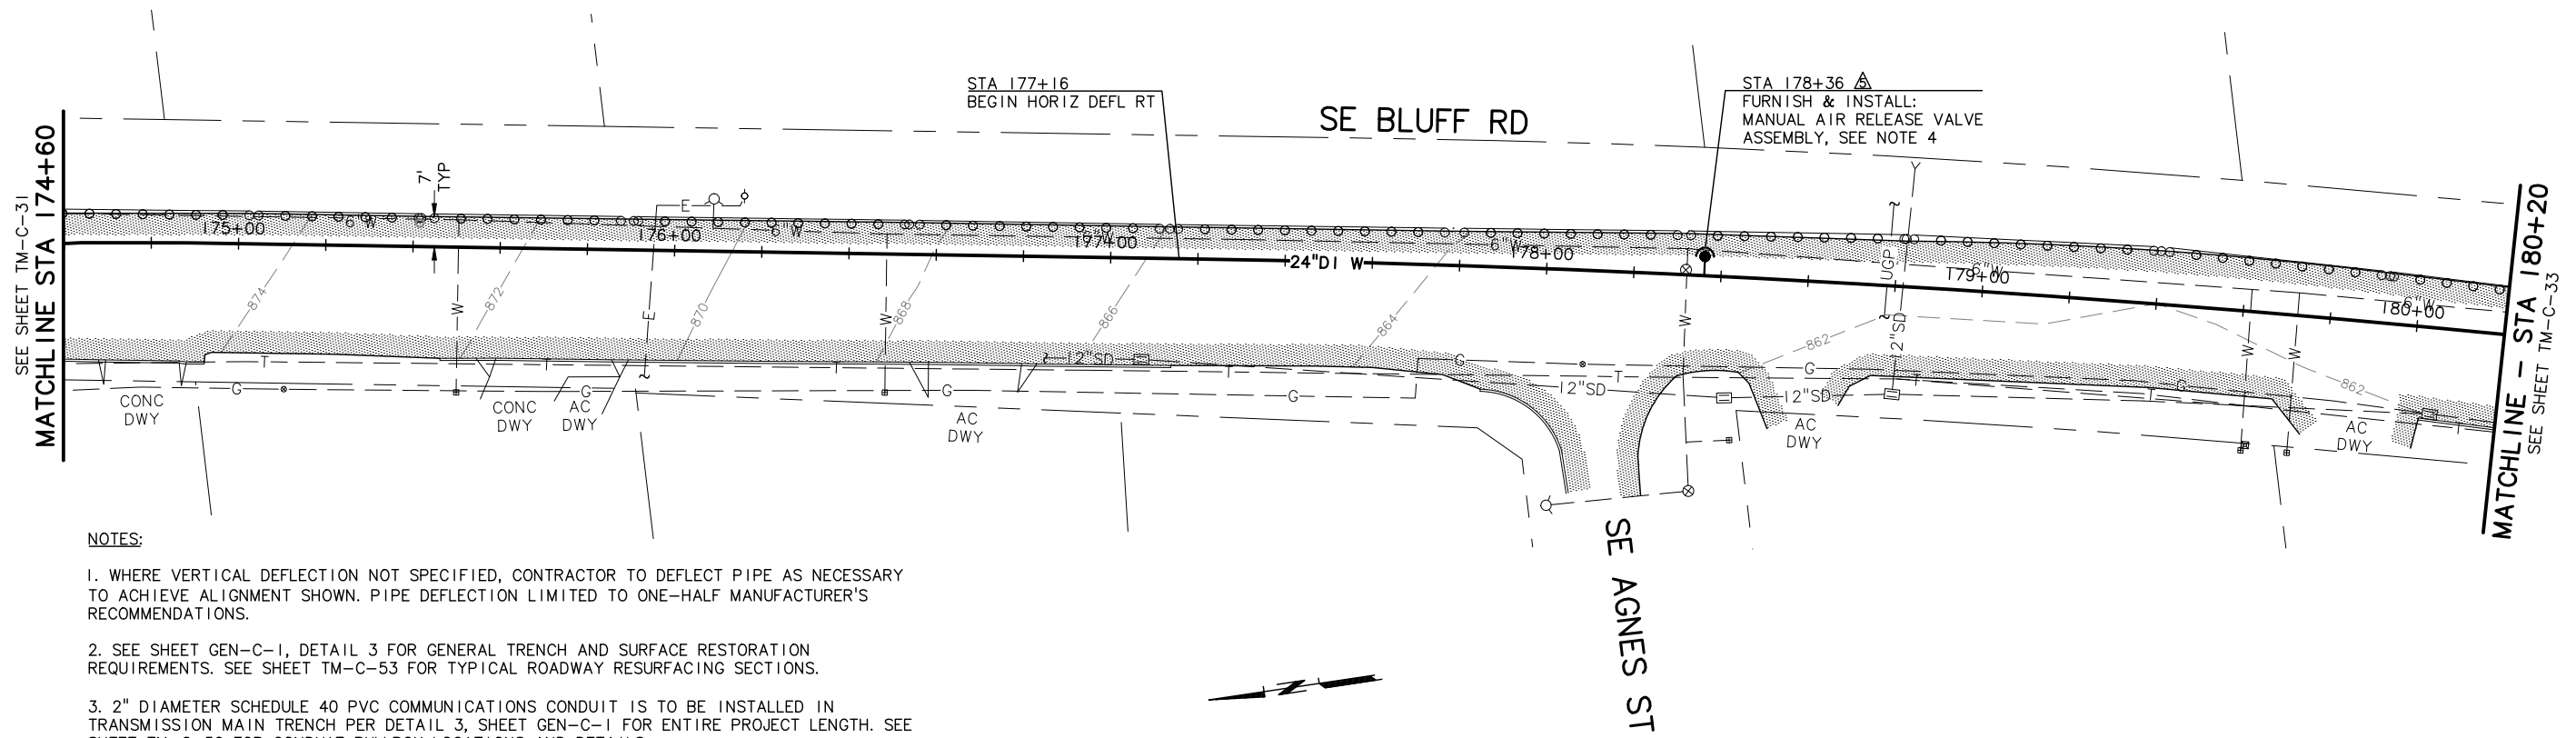 STA 177+16
BEGIN HORIZ DEFL RT
SE BLUFF RD
STA 178+36 5
FURNISH & INSTALL:
MANUAL AIR RELEASE VALVE
ASSEMBLY, SEE NOTE 4
SEE SHEET TM-C-31
MATCHLINE STA 174+60
7'
TYP
E
Y
175+00
6"W
176+00
6"W
177+00
"W
6"W
178+00
24"DI W
UGP
179+00
6"W
6"W
180+00
MATCHLINE - STA 180+20
SEE SHEET TM-C-33
874
W
872
E
870
W
868
866
864
W
862
12"SD
W
W
862
T
T
T
12"SD
T
G
T
G
T
G
T
T
G
G
G
G
12"SD
12"SD
CONC
DWY
CONC
DWY
AC
DWY
AC
DWY
AC
DWY
AC
DWY
SE AGNES ST
N
NOTES:
1. WHERE VERTICAL DEFLECTION NOT SPECIFIED, CONTRACTOR TO DEFLECT PIPE AS NECESSARY
TO ACHIEVE ALIGNMENT SHOWN. PIPE DEFLECTION LIMITED TO ONE-HALF MANUFACTURER'S
RECOMMENDATIONS.
2. SEE SHEET GEN-C-1, DETAIL 3 FOR GENERAL TRENCH AND SURFACE RESTORATION
REQUIREMENTS. SEE SHEET TM-C-53 FOR TYPICAL ROADWAY RESURFACING SECTIONS.
3. 2" DIAMETER SCHEDULE 40 PVC COMMUNICATIONS CONDUIT IS TO BE INSTALLED IN
TRANSMISSION MAIN TRENCH PER DETAIL 3, SHEET GEN-C-1 FOR ENTIRE PROJECT LENGTH. SEE